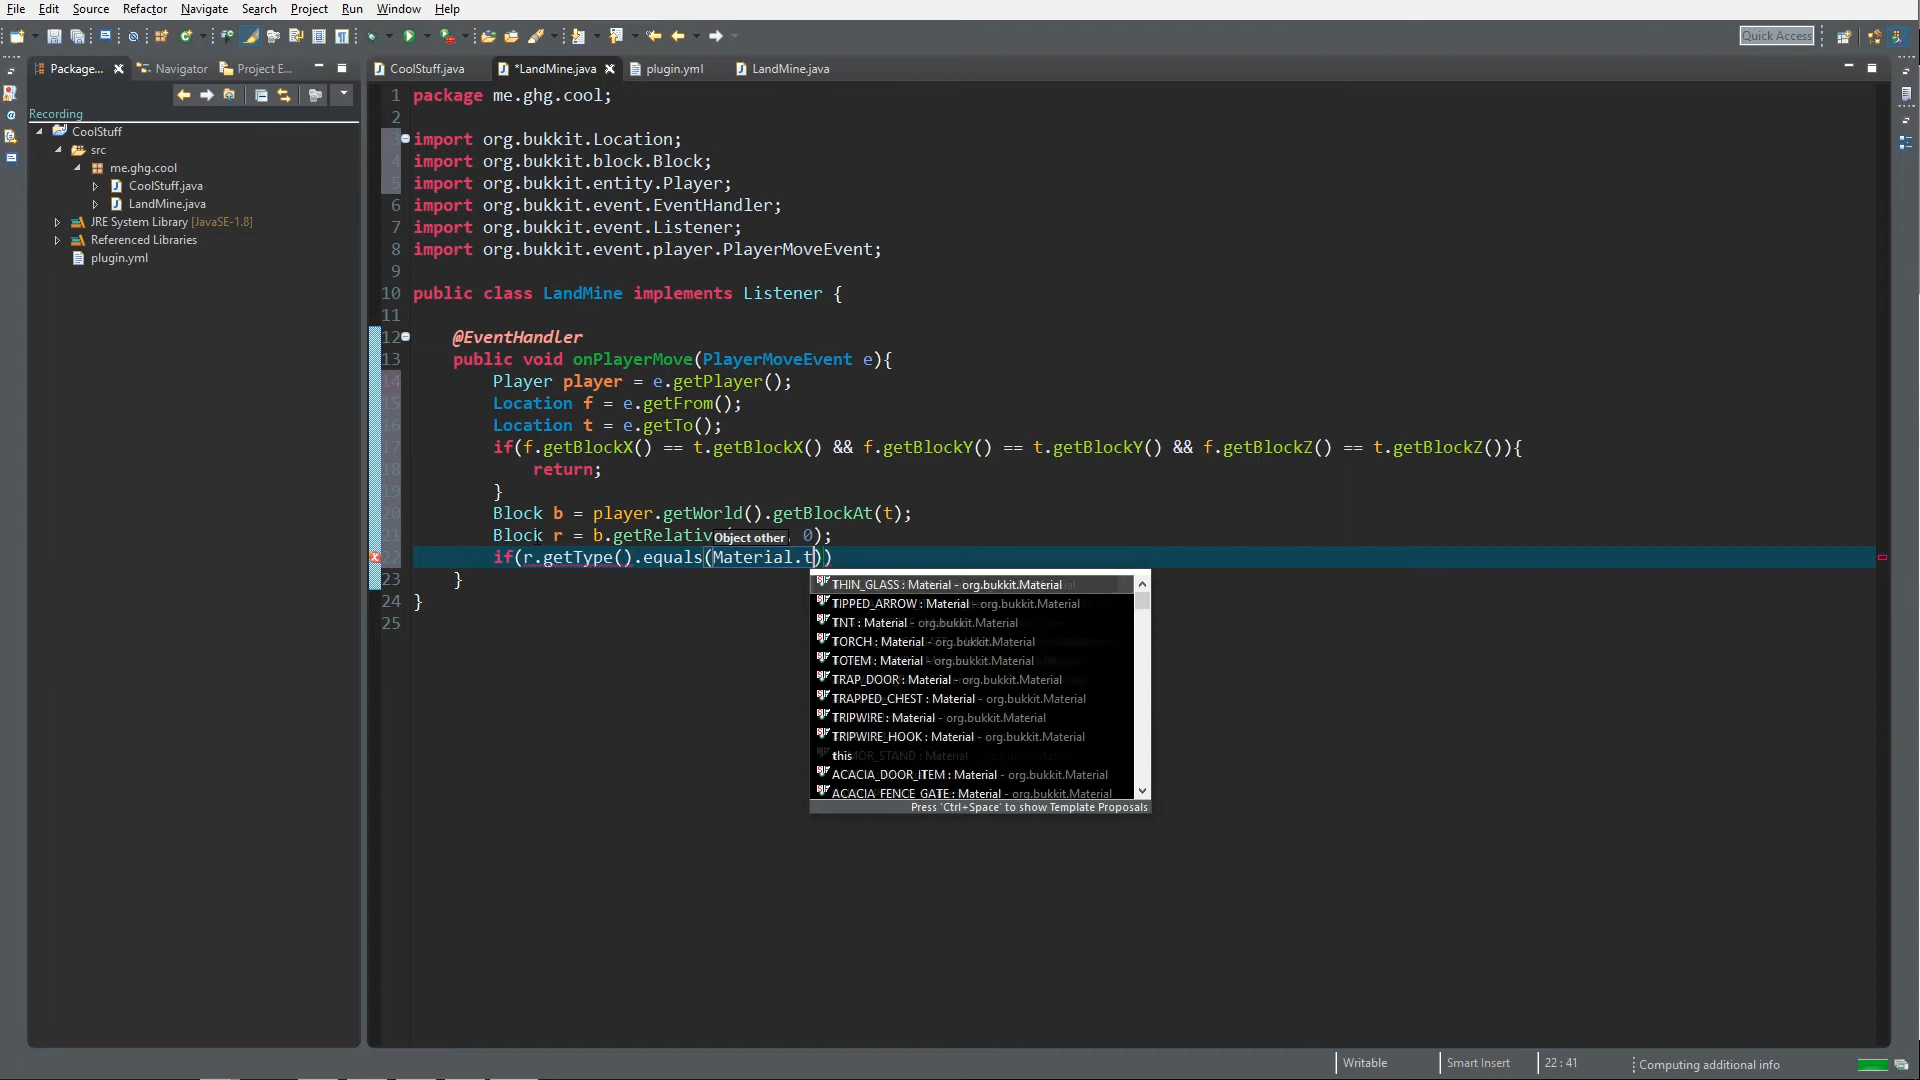 File Edit Source Refactor Navigate Search Project Run Window Help
Quick Access
Package... Navigator Project E...
CoolStuff.java *LandMine.java plugin.yml LandMine.java
Recording
CoolStuff
src
me.ghg.cool
CoolStuff.java
LandMine.java
JRE System Library [JavaSE-1.8]
Referenced Libraries
plugin.yml
1 package me.ghg.cool;
2
3 import org.bukkit.Location;
4 import org.bukkit.block.Block;
5 import org.bukkit.entity.Player;
6 import org.bukkit.event.EventHandler;
7 import org.bukkit.event.Listener;
8 import org.bukkit.event.player.PlayerMoveEvent;
9
10 public class LandMine implements Listener {
11
12 @EventHandler
13 public void onPlayerMove(PlayerMoveEvent e){
14 Player player = e.getPlayer();
15 Location f = e.getFrom();
16 Location t = e.getTo();
17 if(f.getBlockX() == t.getBlockX() && f.getBlockY() == t.getBlockY() && f.getBlockZ() == t.getBlockZ()){
18 return;
19 }
20 Block b = player.getWorld().getBlockAt(t);
21 Block r = b.getRelativ 0);
Object other
22 if(r.getType().equals(Material.t))
23 }
24 }
25
THIN_GLASS : Material - org.bukkit.Material
TIPPED_ARROW : Material - org.bukkit.Material
TNT : Material - org.bukkit.Material
TORCH : Material - org.bukkit.Material
TOTEM : Material - org.bukkit.Material
TRAP_DOOR : Material - org.bukkit.Material
TRAPPED_CHEST : Material - org.bukkit.Material
TRIPWIRE : Material - org.bukkit.Material
TRIPWIRE_HOOK : Material - org.bukkit.Material
this
ACACIA_DOOR_ITEM : Material - org.bukkit.Material
ACACIA_FENCE_GATE : Material - org.bukkit.Material
Press 'Ctrl+Space' to show Template Proposals
Writable Smart Insert 22 : 41 Computing additional info